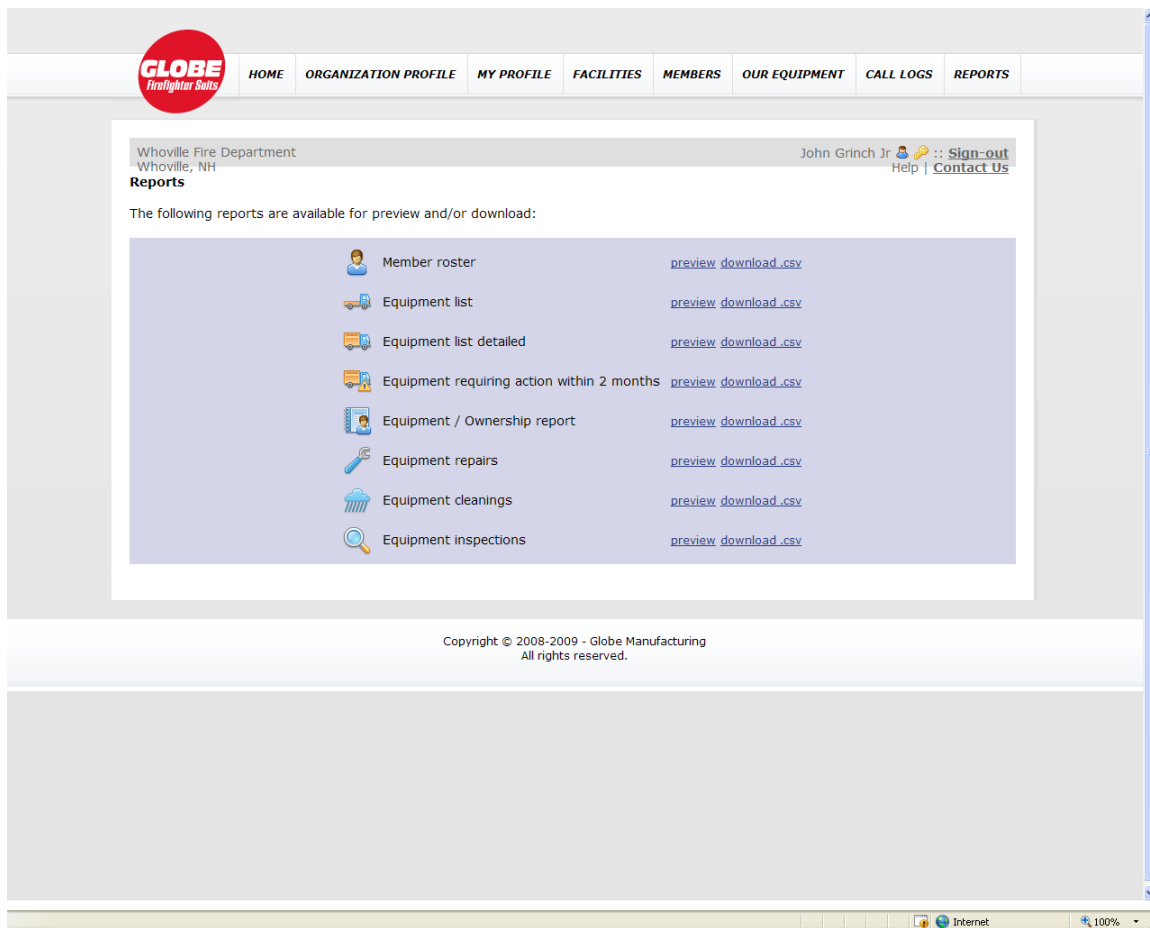 GLOBE
Firefighter Suits
HOME ORGANIZATION PROFILE MY PROFILE FACILITIES MEMBERS OUR EQUIPMENT CALL LOGS REPORTS
Whoville Fire Department John Grinch Jr :: Sign-out
Whoville, NH Help | Contact Us
Reports
The following reports are available for preview and/or download:
Member roster preview download .csv
Equipment list preview download .csv
Equipment list detailed preview download .csv
Equipment requiring action within 2 months preview download .csv
Equipment / Ownership report preview download .csv
Equipment repairs preview download .csv
Equipment cleanings preview download .csv
Equipment inspections preview download .csv
Copyright © 2008-2009 - Globe Manufacturing
All rights reserved.
Internet 100%